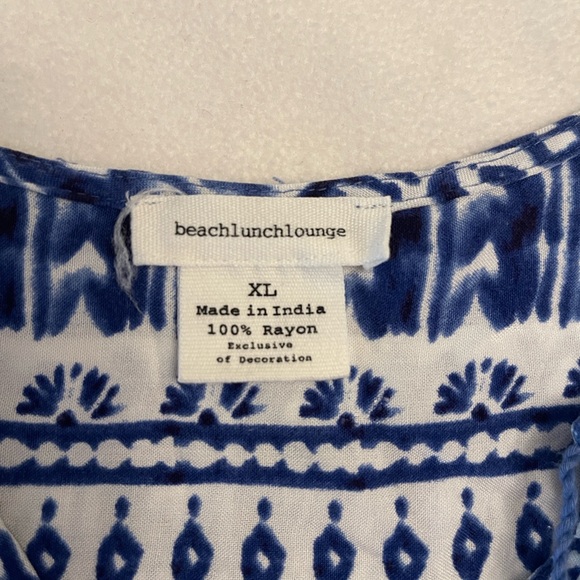 beachlunchlounge
XL
Made in India
100% Rayon
Exclusive
of Decoration